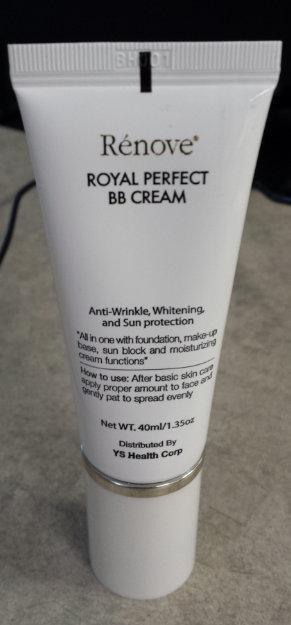 Rénove®
ROYAL PERFECT
BB CREAM
Anti-Wrinkle, Whitening,
and Sun protection
"All in one with foundation, make-up
base, sun block and moisturizing
cream functions"
How to use: After basic skin care
apply proper amount to face and
gently pat to spread evenly
Net WT. 40ml/1.35oz
Distributed By
YS Health Corp